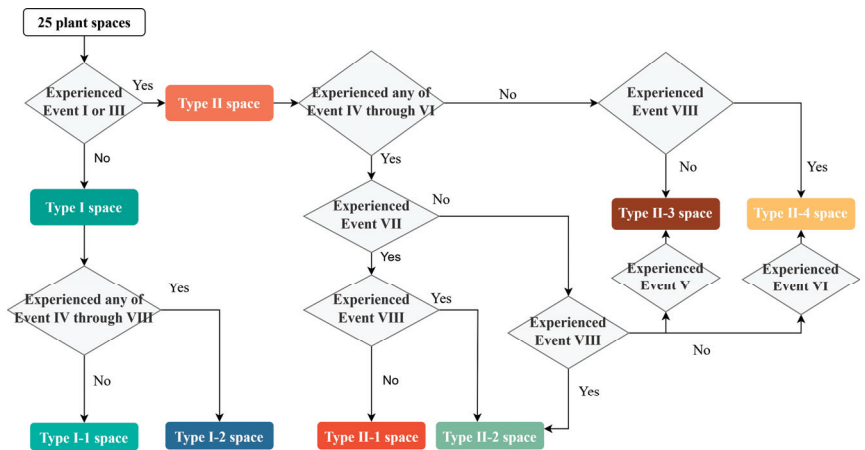 25 plant spaces
Experienced
Event I or III
Yes
Type II space
Experienced any of
Event IV through VI
No
Experienced
Event VIII
No
Yes
No
Yes
Type I space
Experienced
Event VII
No
Type II-3 space
Type II-4 space
Yes
Experienced any of
Event IV through VIII
Yes
Experienced
Event V
Experienced
Event VI
Experienced
Event VIII
Yes
Experienced
Event VIII
No
No
No
Yes
Type I-1 space
Type I-2 space
Type II-1 space
Type II-2 space